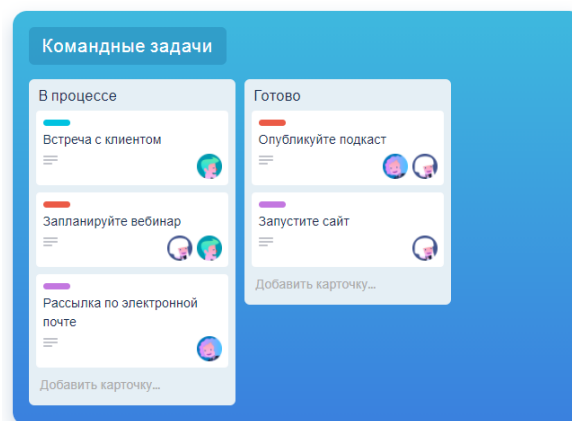 Командные задачи
В процессе
Встреча с клиентом
Запланируйте вебинар
Рассылка по электронной
почте
Добавить карточку...
Готово
Опубликуйте подкаст
Запустите сайт
Добавить карточку...